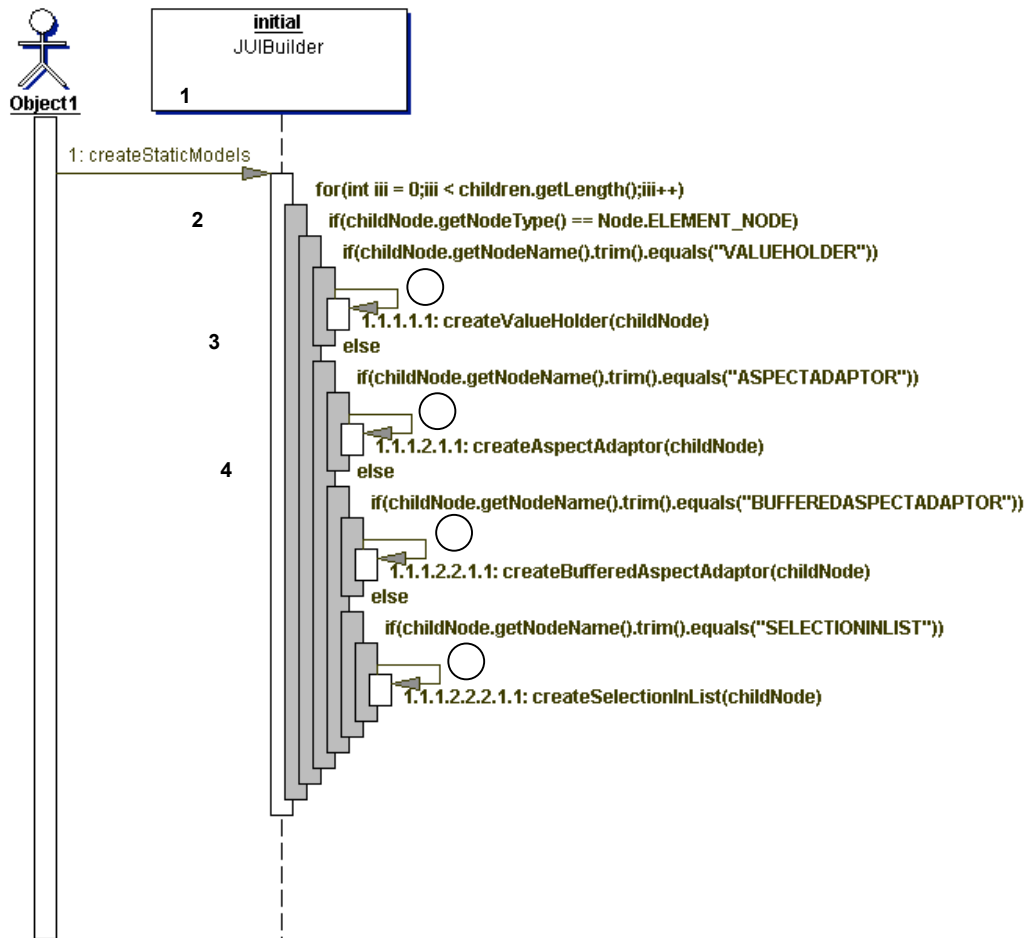 initial
JUIBuilder
1
Object1
1: createStaticModels
for(int iii = 0;iii < children.getLength();iii++)
2
if(childNode.getNodeType() == Node.ELEMENT_NODE)
if(childNode.getNodeName().trim().equals("VALUEHOLDER"))
1.1.1.1.1: createValueHolder(childNode)
3
else
if(childNode.getNodeName().trim().equals("ASPECTADAPTOR"))
1.1.1.2.1.1: createAspectAdaptor(childNode)
4
else
if(childNode.getNodeName().trim().equals("BUFFEREDASPECTADAPTOR"))
1.1.1.2.2.1.1: createBufferedAspectAdaptor(childNode)
else
if(childNode.getNodeName().trim().equals("SELECTIONINLIST"))
1.1.1.2.2.2.1.1: createSelectionInList(childNode)